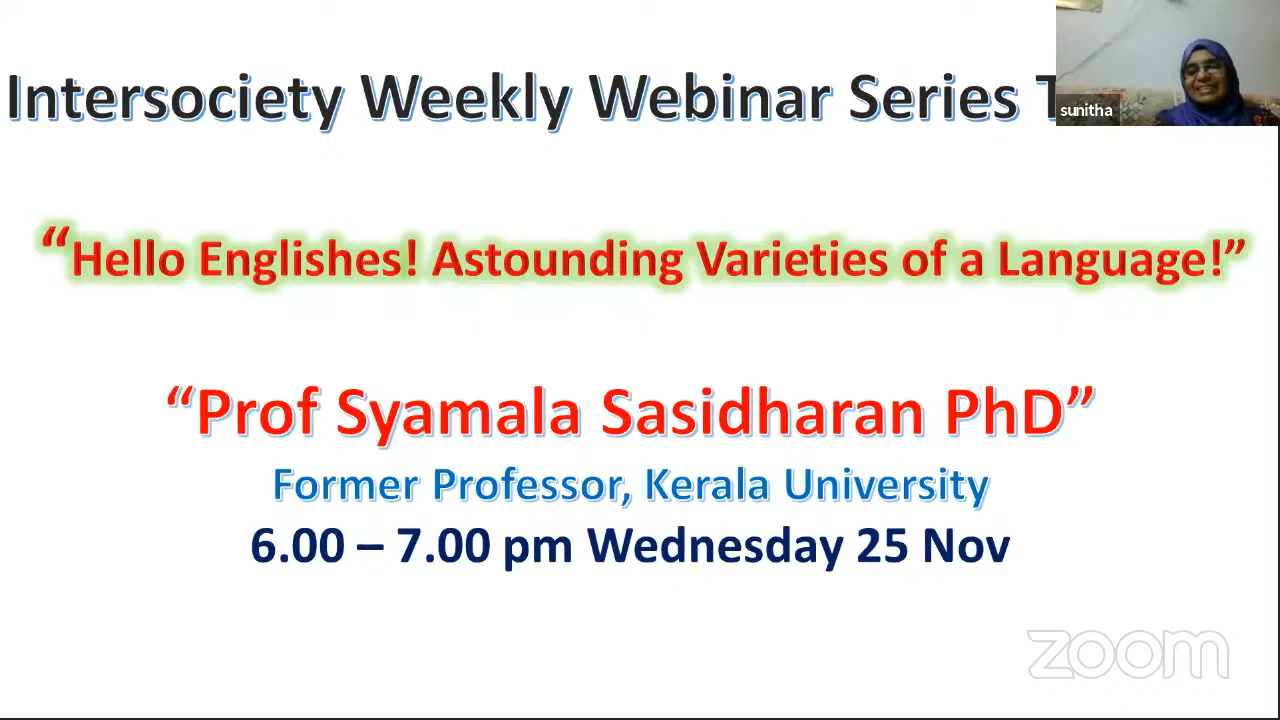 Intersociety Weekly Webinar Series
sunitha
“Hello Englishes! Astounding Varieties of a Language!”
“Prof Syamala Sasidharan PhD”
Former Professor, Kerala University
6.00 – 7.00 pm Wednesday 25 Nov
zoom